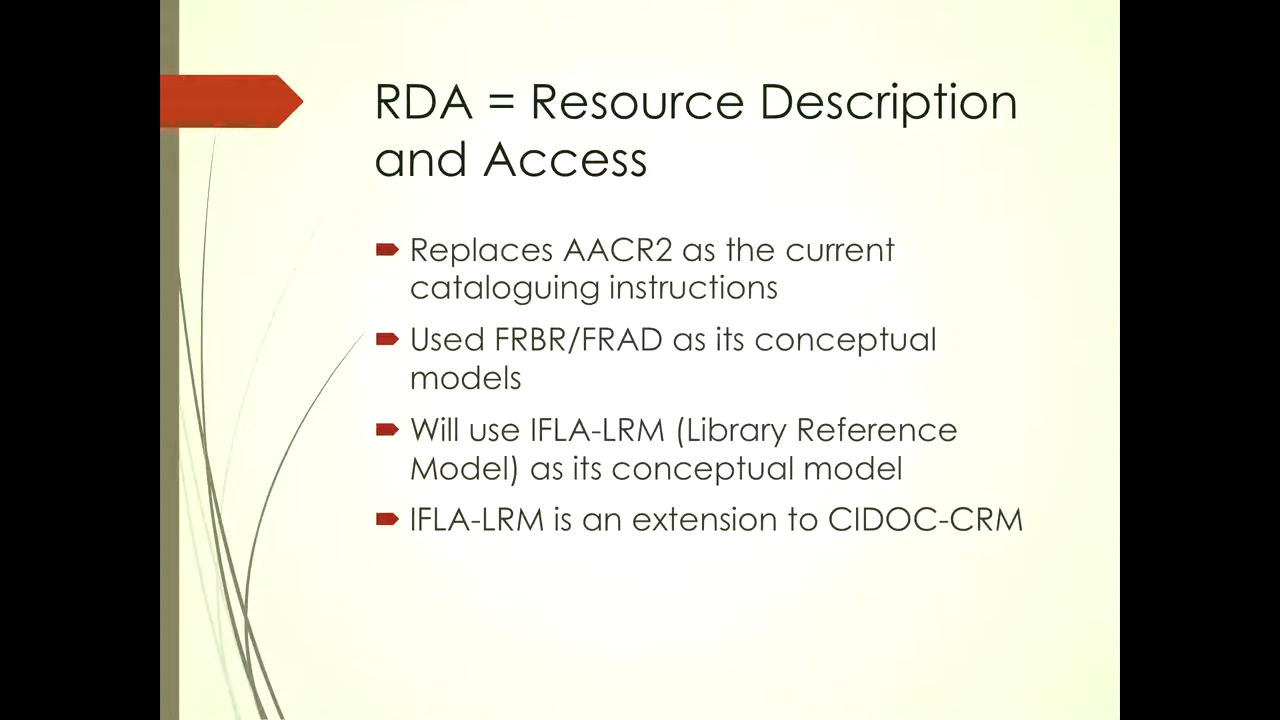 RDA = Resource Description
and Access
Replaces AACR2 as the current
cataloguing instructions
Used FRBR/FRAD as its conceptual
models
Will use IFLA-LRM (Library Reference
Model) as its conceptual model
IFLA-LRM is an extension to CIDOC-CRM